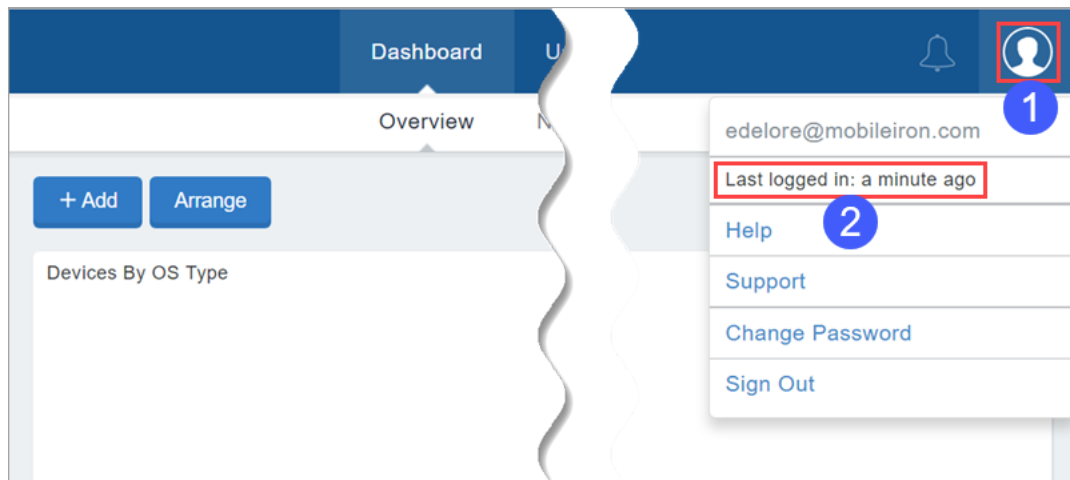 Dashboard
Overview
+ Add
Arrange
Devices By OS Type
1
edelore@mobileiron.com
Last logged in: a minute ago
2
Help
Support
Change Password
Sign Out